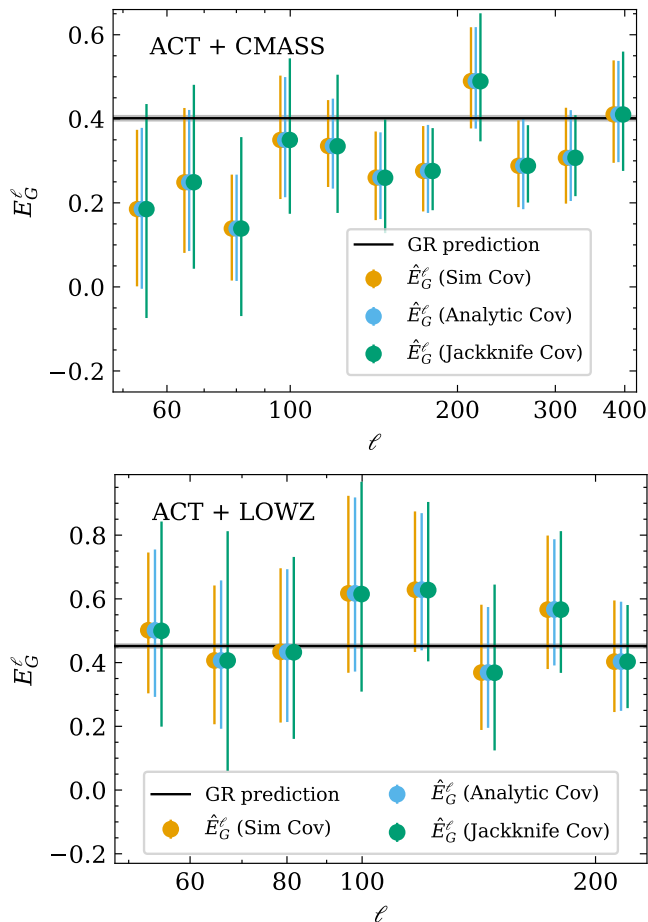 ACT + CMASS
0.6
0.4
0.2
0.0
−0.2
E_G^ℓ
GR prediction
Ê_G^ℓ (Sim Cov)
Ê_G^ℓ (Analytic Cov)
Ê_G^ℓ (Jackknife Cov)
60 100 200 300 400
ℓ
ACT + LOWZ
0.8
0.6
0.4
0.2
0.0
−0.2
E_G^ℓ
GR prediction
Ê_G^ℓ (Sim Cov)
Ê_G^ℓ (Analytic Cov)
Ê_G^ℓ (Jackknife Cov)
60 80 100 200
ℓ